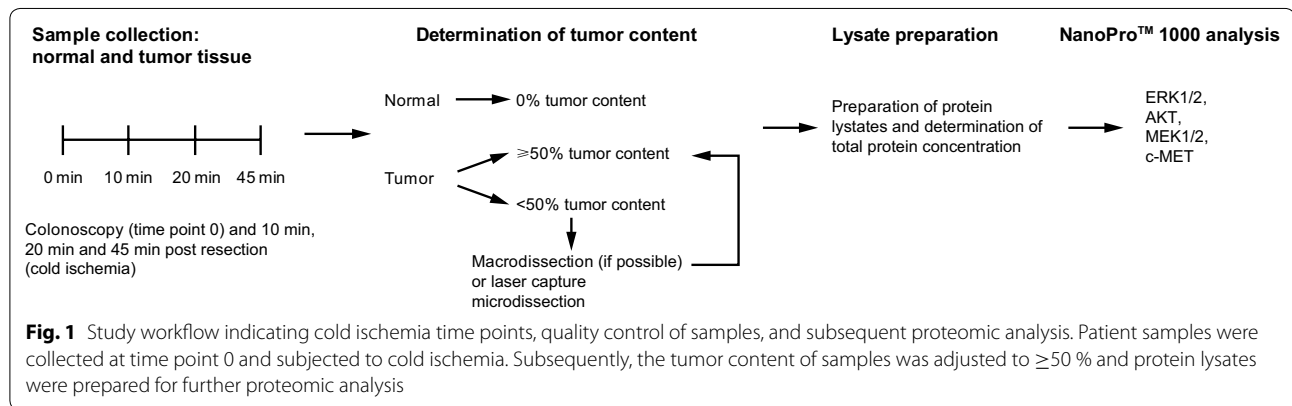 Sample collection:
normal and tumor tissue
0 min 10 min 20 min 45 min
Colonoscopy (time point 0) and 10 min,
20 min and 45 min post resection
(cold ischemia)
Determination of tumor content
Normal
0% tumor content
Tumor
≥50% tumor content
<50% tumor content
Macrodissection (if possible)
or laser capture
microdissection
Lysate preparation
Preparation of protein
lystates and determination of
total protein concentration
NanoPro™ 1000 analysis
ERK1/2,
AKT,
MEK1/2,
c-MET
Fig. 1 Study workflow indicating cold ischemia time points, quality control of samples, and subsequent proteomic analysis. Patient samples were
collected at time point 0 and subjected to cold ischemia. Subsequently, the tumor content of samples was adjusted to ≥50 % and protein lysates
were prepared for further proteomic analysis